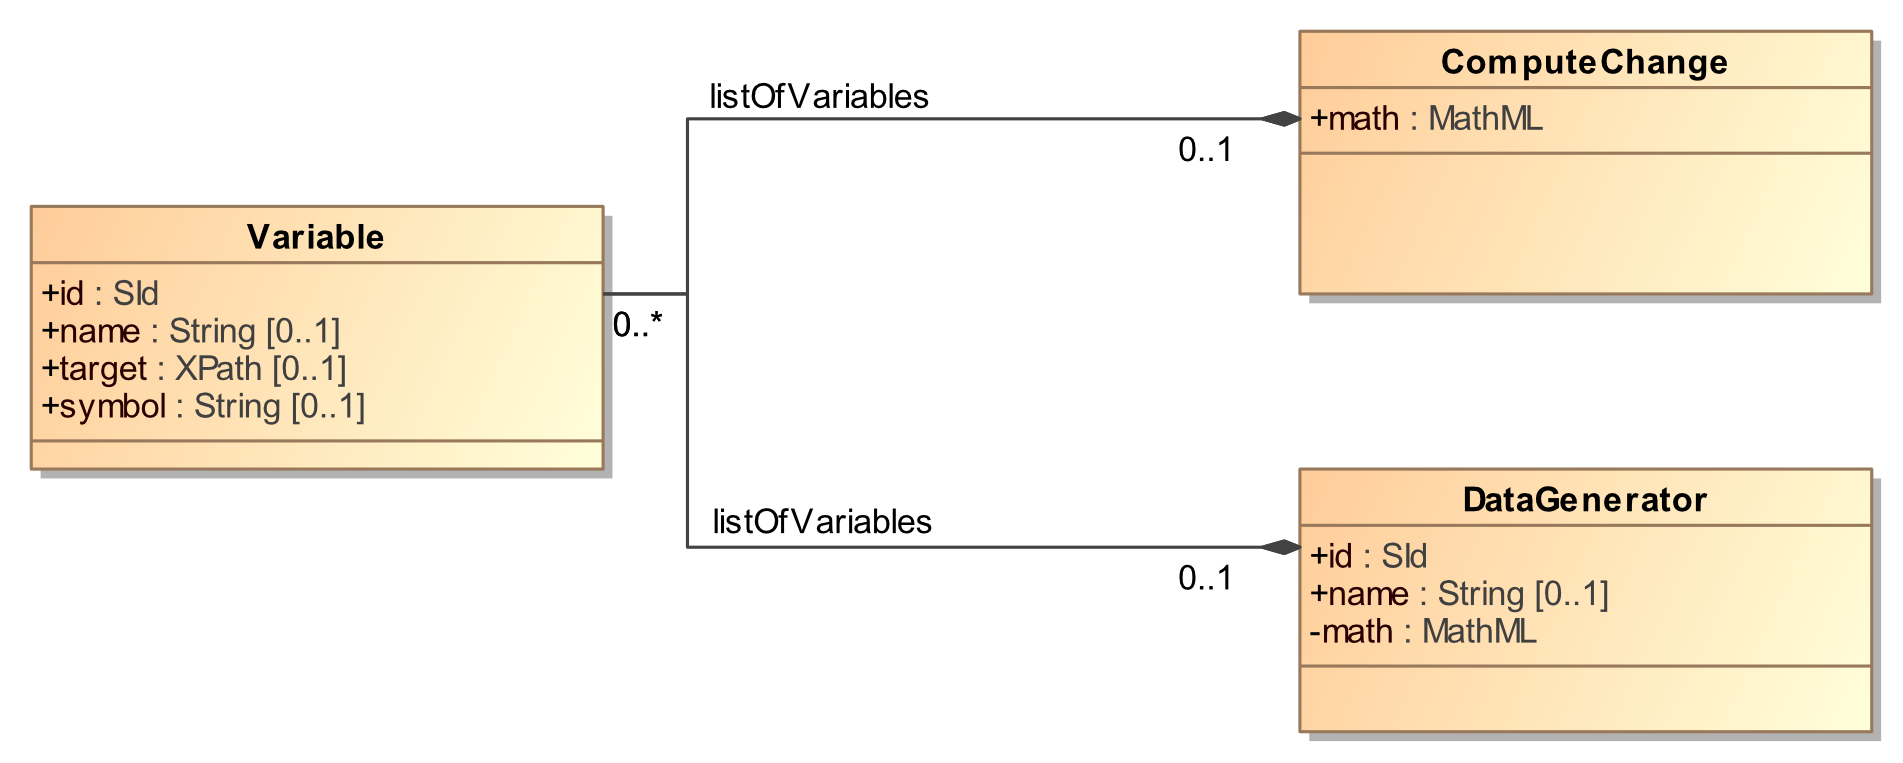 ComputeChange
+math : MathML
listOfVariables
0..1
Variable
+id : SId
+name : String [0..1]
+target : XPath [0..1]
+symbol : String [0..1]
0..*
listOfVariables
0..1
DataGenerator
+id : SId
+name : String [0..1]
-math : MathML